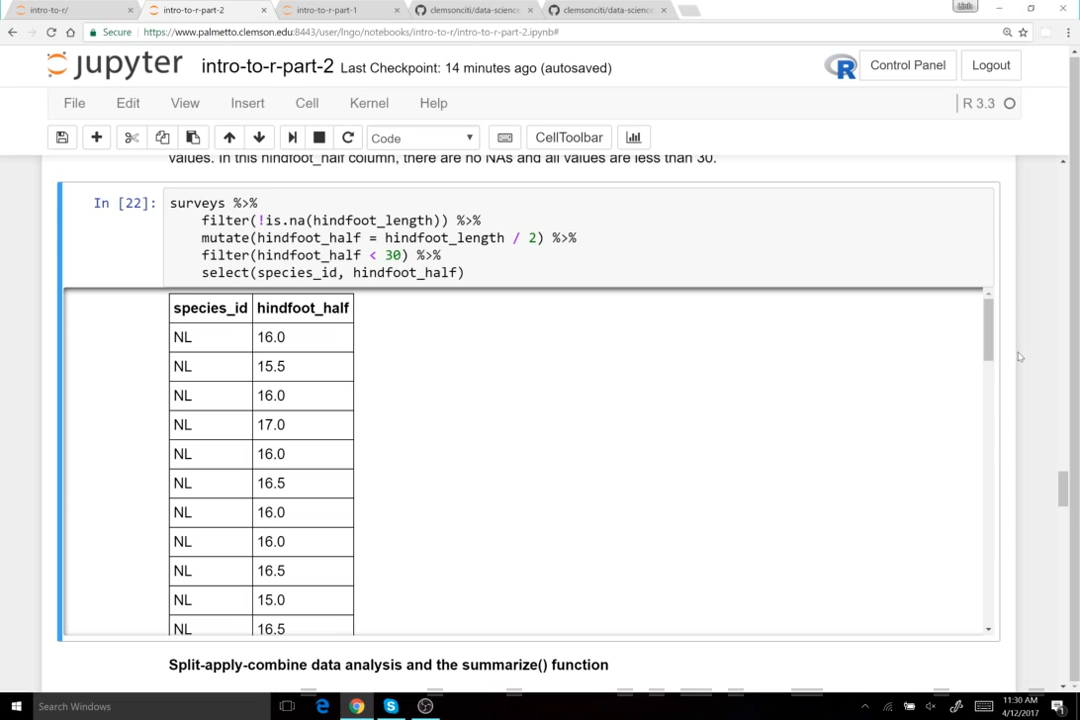 intro-to-r/ × intro-to-r-part-2 × intro-to-r-part-1 × clemsonciti/data-science × clemsonciti/data-science ×
Secure https://www.palmetto.clemson.edu:8443/user/lngo/notebooks/intro-to-r/intro-to-r-part-2.ipynb#
jupyter intro-to-r-part-2 Last Checkpoint: 14 minutes ago (autosaved) R Control Panel Logout
File Edit View Insert Cell Kernel Help R 3.3
Code CellToolbar
values. In this hindfoot_half column, there are no NAs and all values are less than 30.
In [22]: surveys %>%
filter(!is.na(hindfoot_length)) %>%
mutate(hindfoot_half = hindfoot_length / 2) %>%
filter(hindfoot_half < 30) %>%
select(species_id, hindfoot_half)
species_id hindfoot_half
NL 16.0
NL 15.5
NL 16.0
NL 17.0
NL 16.0
NL 16.5
NL 16.0
NL 16.0
NL 16.5
NL 15.0
NL 16.5
Split-apply-combine data analysis and the summarize() function
Search Windows
11:30 AM
4/12/2017